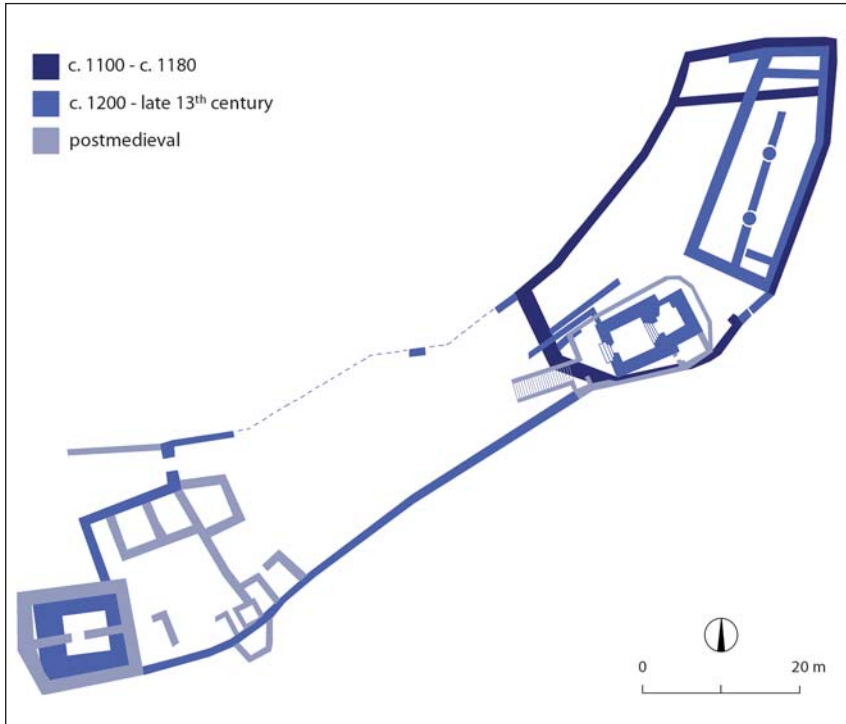 c. 1100 - c. 1180
c. 1200 - late 13th century
postmedieval
0 20 m